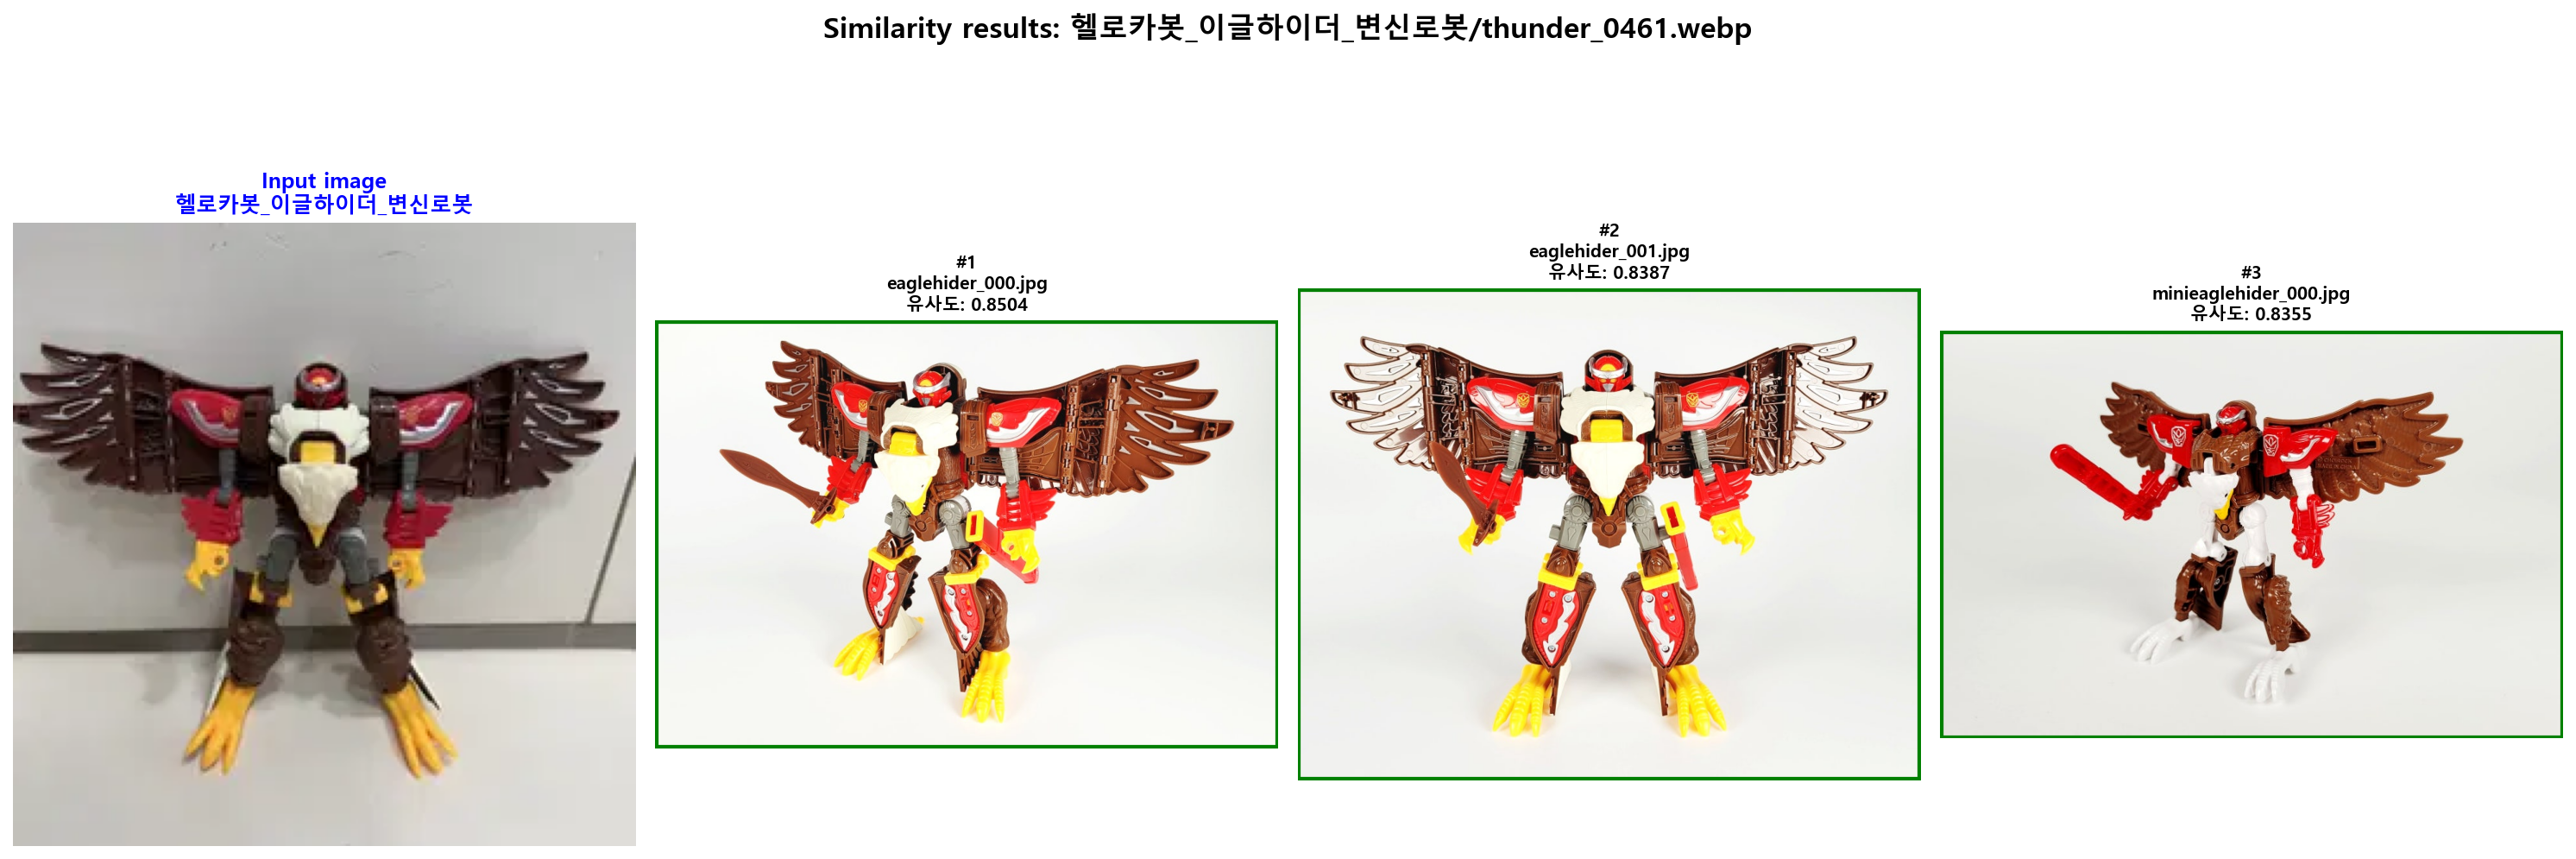 Similarity results: 헬로카봇_이글하이더_변신로봇/thunder_0461.webp
Input image
헬로카봇_이글하이더_변신로봇
#1
eaglehider_000.jpg
유사도: 0.8504
#2
eaglehider_001.jpg
유사도: 0.8387
#3
minieaglehider_000.jpg
유사도: 0.8355